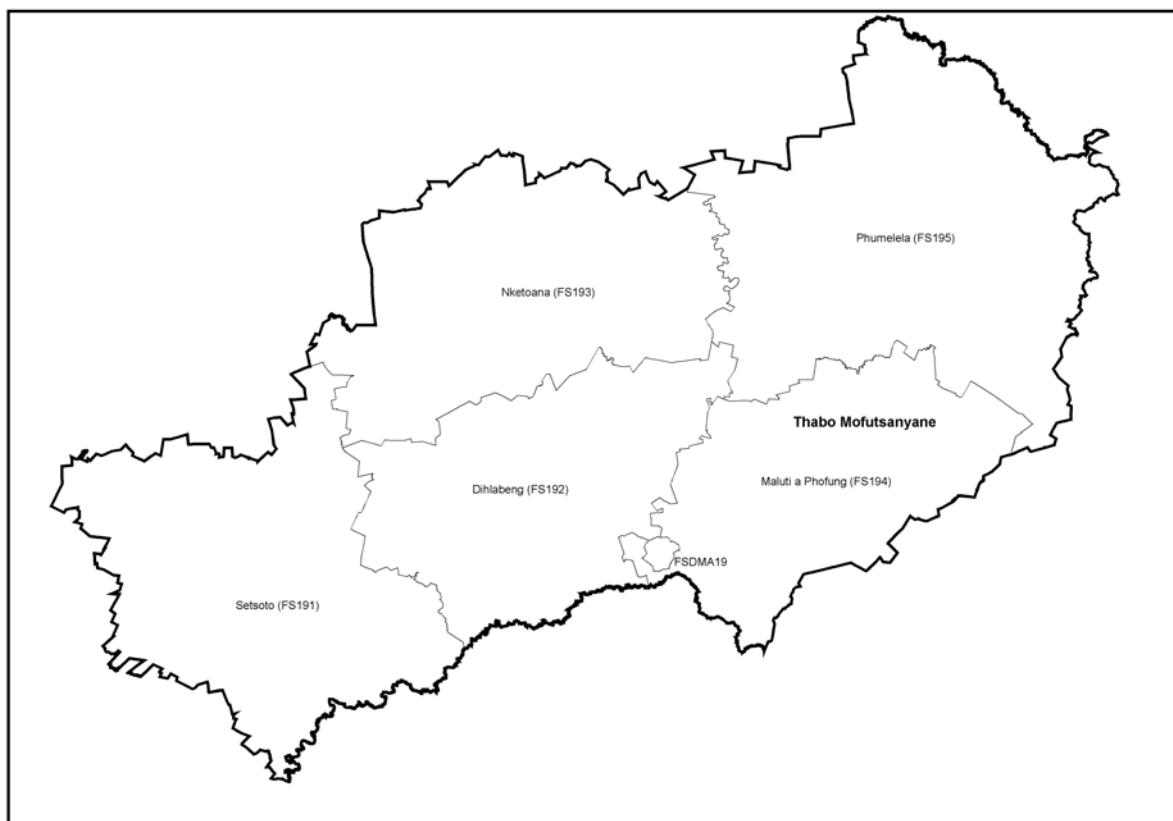 Phumelela (FS195)
Nketoana (FS193)
Thabo Mofutsanyane
Maluti a Phofung (FS194)
Dihlabeng (FS192)
FSDMA19
Setsoto (FS191)